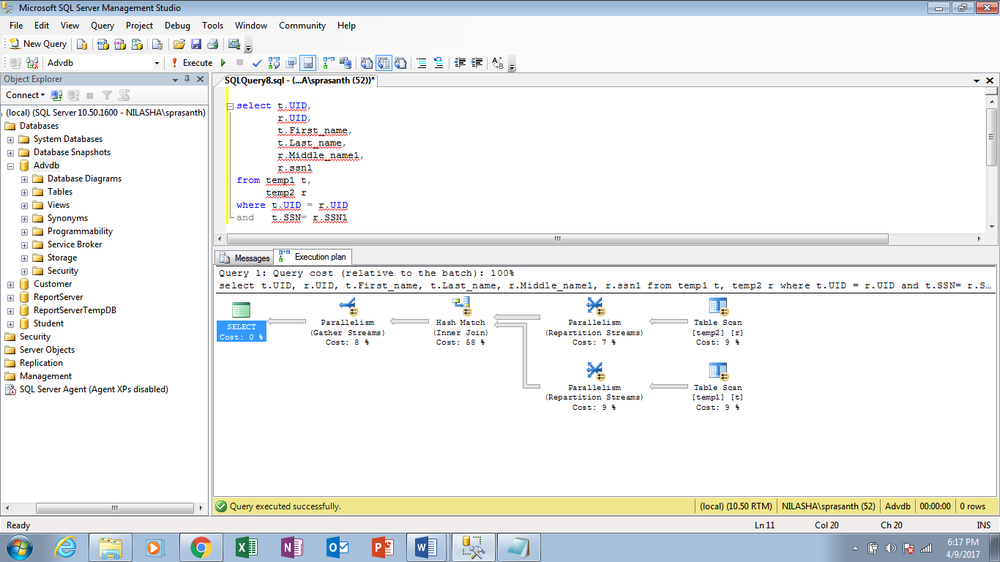 Microsoft SQL Server Management Studio
File Edit View Query Project Debug Tools Window Community Help
New Query
Advdb Execute
Object Explorer
Connect
(local) (SQL Server 10.50.1600 - NILASHA\sprasanth)
Databases
System Databases
Database Snapshots
Advdb
Database Diagrams
Tables
Views
Synonyms
Programmability
Service Broker
Storage
Security
Customer
ReportServer
ReportServerTempDB
Student
Security
Server Objects
Replication
Management
SQL Server Agent (Agent XPs disabled)
SQLQuery8.sql - (...A\sprasanth (52))*
select t.UID,
r.UID,
t.First_name,
t.Last_name,
r.Middle_name1,
r.ssn1
from temp1 t,
temp2 r
where t.UID = r.UID
and t.SSN= r.SSN1
Messages Execution plan
Query 1: Query cost (relative to the batch): 100%
select t.UID, r.UID, t.First_name, t.Last_name, r.Middle_name1, r.ssn1 from temp1 t, temp2 r where t.UID = r.UID and t.SSN= r.S…
SELECT
Cost: 0 %
Parallelism
(Gather Streams)
Cost: 8 %
Hash Match
(Inner Join)
Cost: 58 %
Parallelism
(Repartition Streams)
Cost: 7 %
Table Scan
[temp2] [r]
Cost: 9 %
Parallelism
(Repartition Streams)
Cost: 9 %
Table Scan
[temp1] [t]
Cost: 9 %
Query executed successfully.
(local) (10.50 RTM) NILASHA\sprasanth (52) Advdb 00:00:00 0 rows
Ready Ln 11 Col 20 Ch 20 INS
6:17 PM
4/9/2017